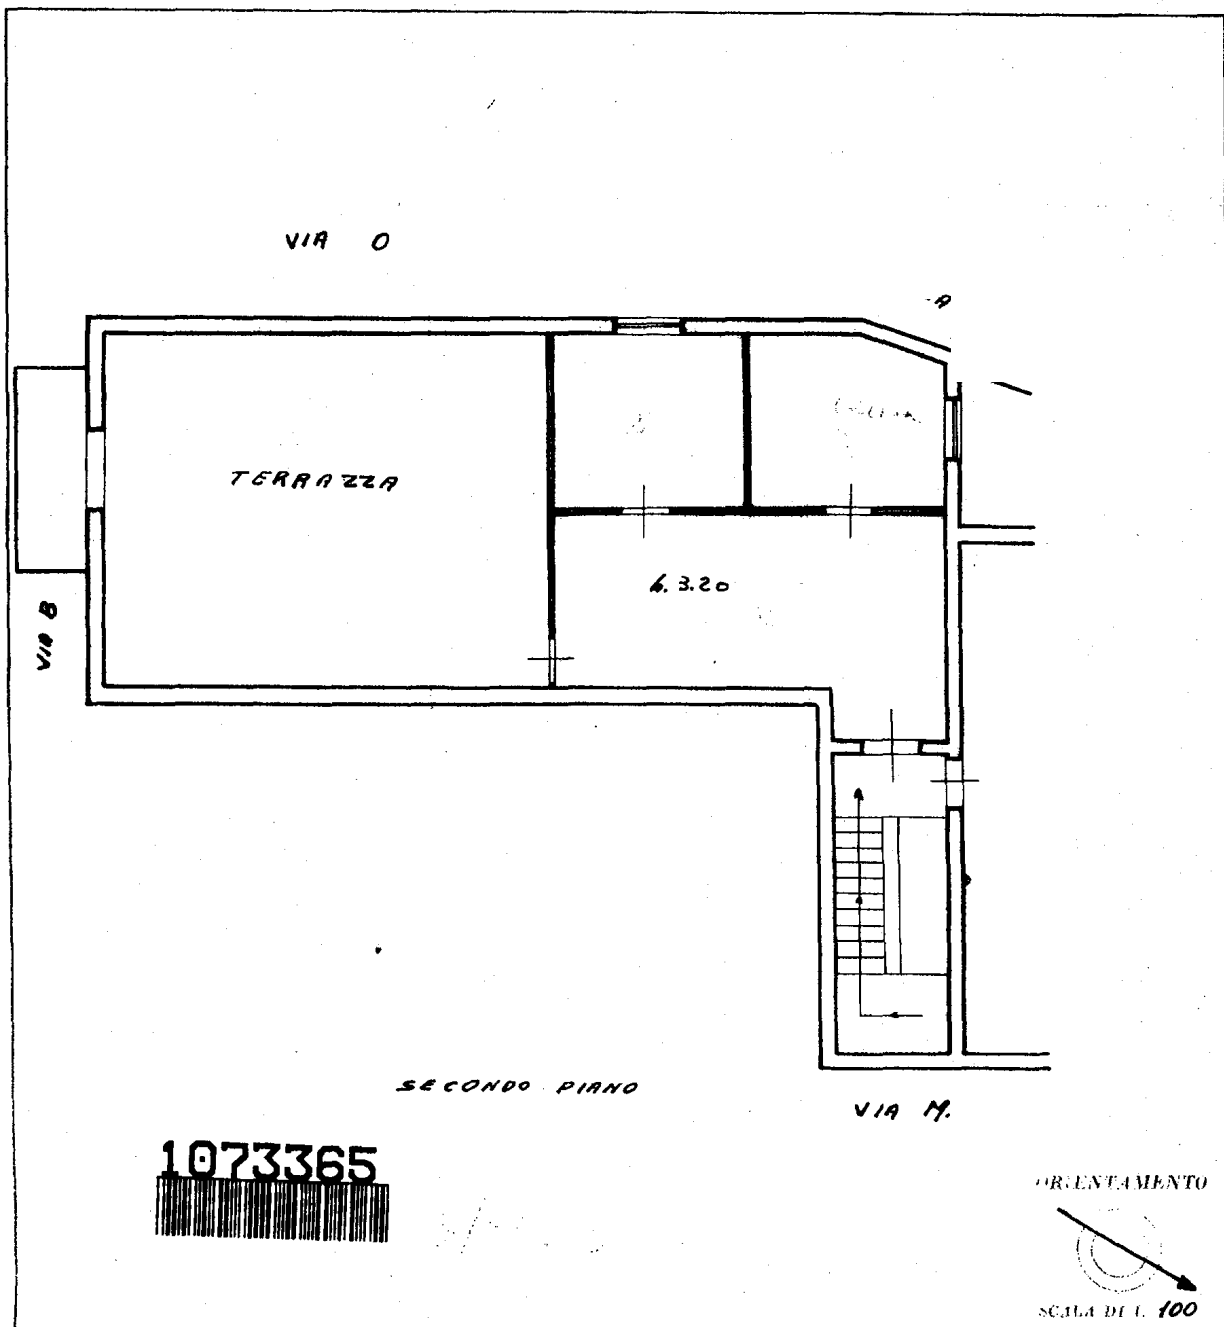 VIA O
A
TERRAZZA
h. 3.20
VIA B
SECONDO PIANO
VIA M.
1073365
ORIENTAMENTO
SCALA DI 1. 100